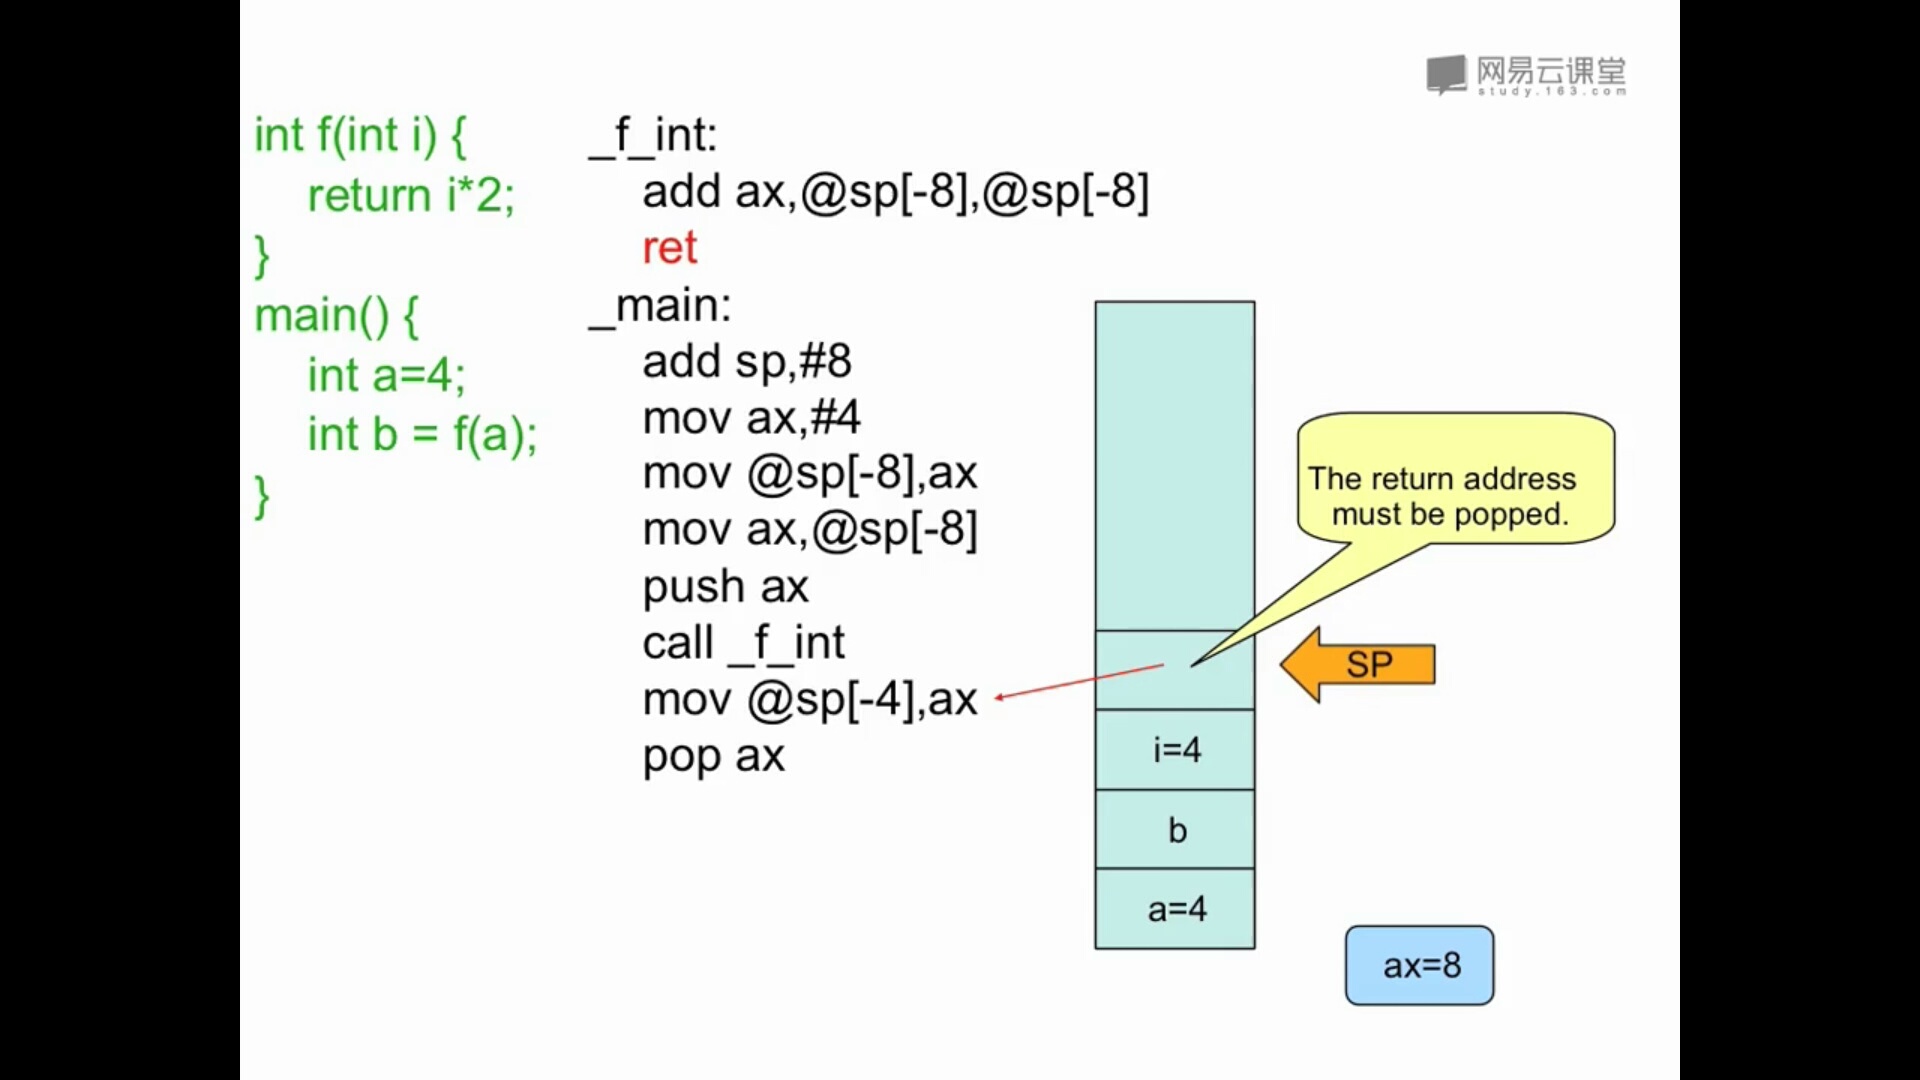 网易云课堂
study.163.com
int f(int i) {
return i*2;
}
main() {
int a=4;
int b = f(a);
}
_f_int:
add ax,@sp[-8],@sp[-8]
ret
_main:
add sp,#8
mov ax,#4
mov @sp[-8],ax
mov ax,@sp[-8]
push ax
call _f_int
mov @sp[-4],ax
pop ax
The return address
must be popped.
SP
i=4
b
a=4
ax=8